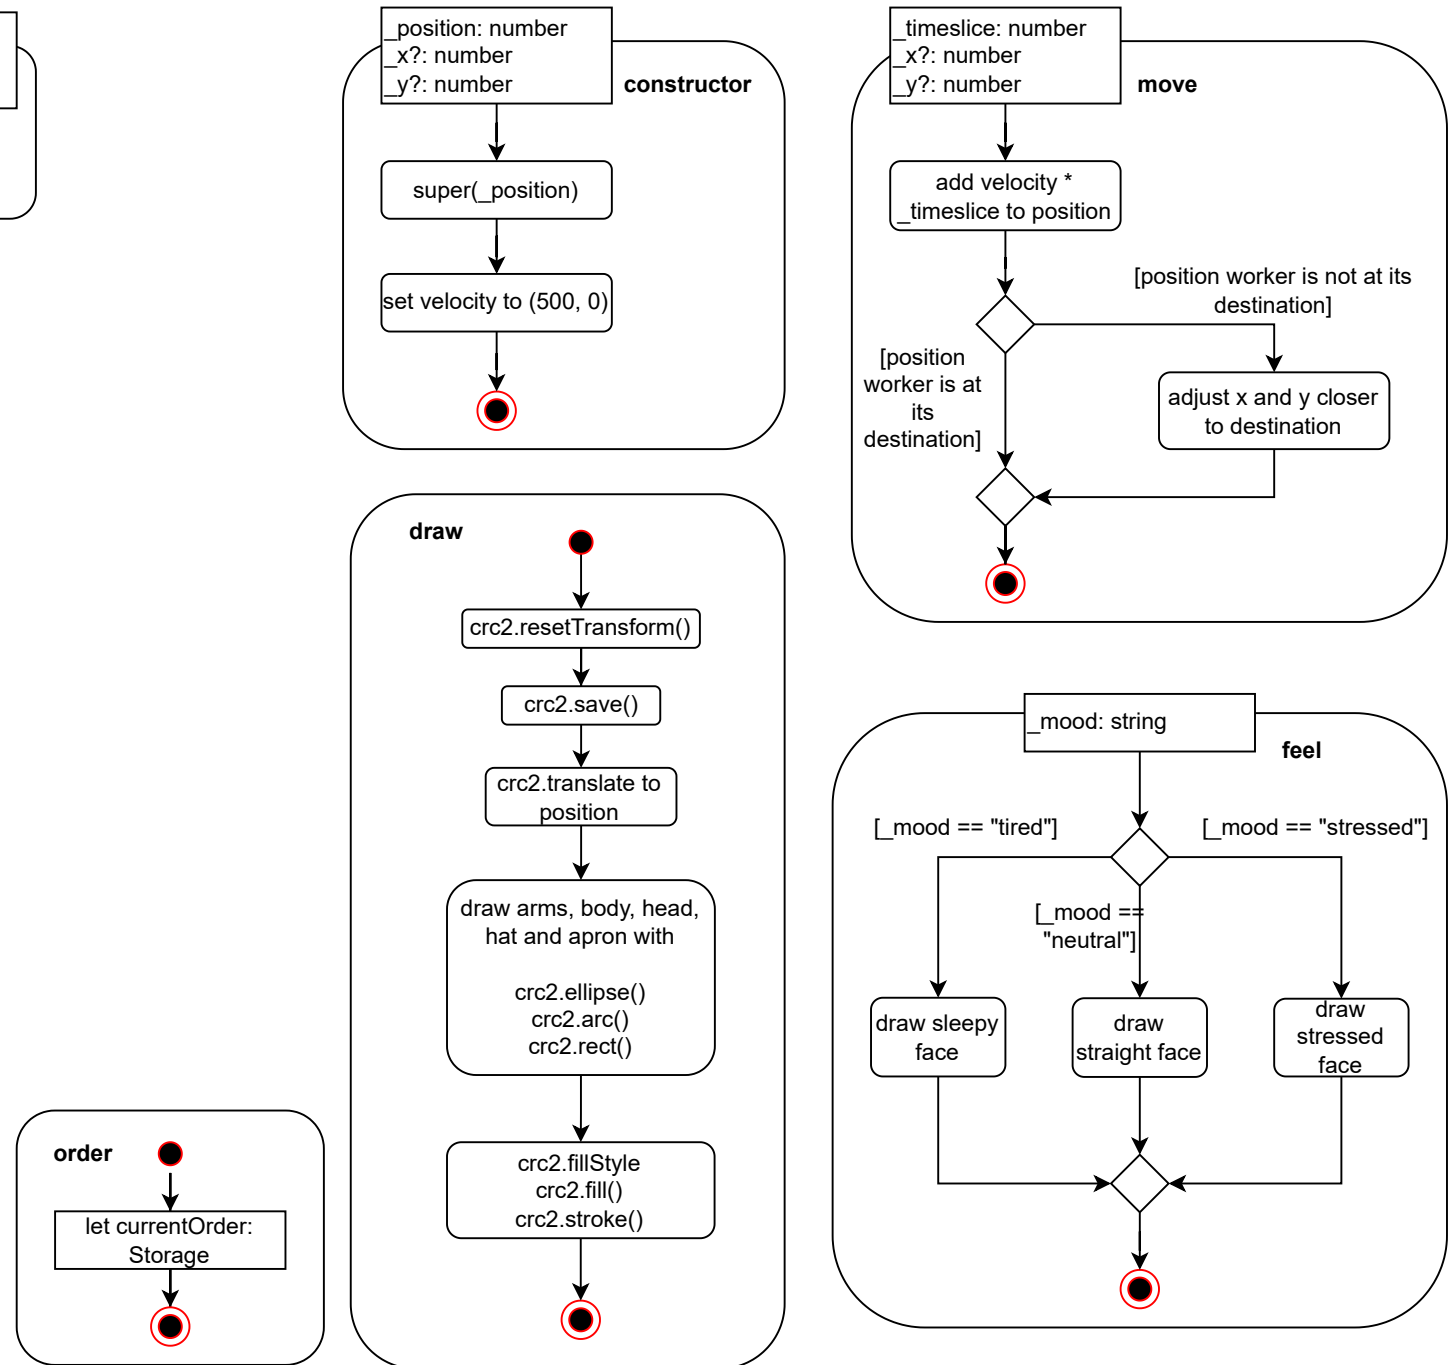 _position: number
_x?: number
_y?: number
constructor
super(_position)
set velocity to (500, 0)
_timeslice: number
_x?: number
_y?: number
move
add velocity *
_timeslice to position
[position worker is not at its
destination]
[position
worker is at
its
destination]
adjust x and y closer
to destination
draw
crc2.resetTransform()
crc2.save()
crc2.translate to
position
draw arms, body, head,
hat and apron with
crc2.ellipse()
crc2.arc()
crc2.rect()
crc2.fillStyle
crc2.fill()
crc2.stroke()
_mood: string
feel
[_mood == "tired"]
[_mood == "stressed"]
[_mood ==
"neutral"]
draw sleepy
face
draw
straight face
draw
stressed
face
order
let currentOrder:
Storage